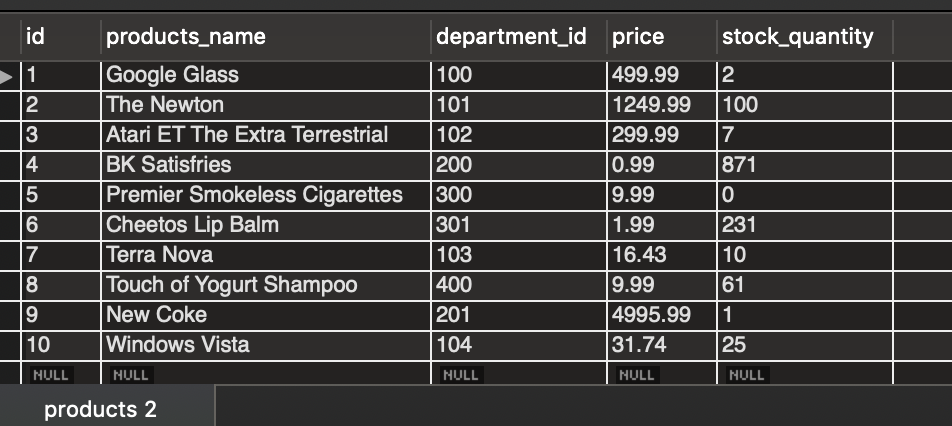 id products_name department_id price stock_quantity
1 Google Glass 100 499.99 2
2 The Newton 101 1249.99 100
3 Atari ET The Extra Terrestrial 102 299.99 7
4 BK Satisfries 200 0.99 871
5 Premier Smokeless Cigarettes 300 9.99 0
6 Cheetos Lip Balm 301 1.99 231
7 Terra Nova 103 16.43 10
8 Touch of Yogurt Shampoo 400 9.99 61
9 New Coke 201 4995.99 1
10 Windows Vista 104 31.74 25
NULL NULL NULL NULL NULL
products 2